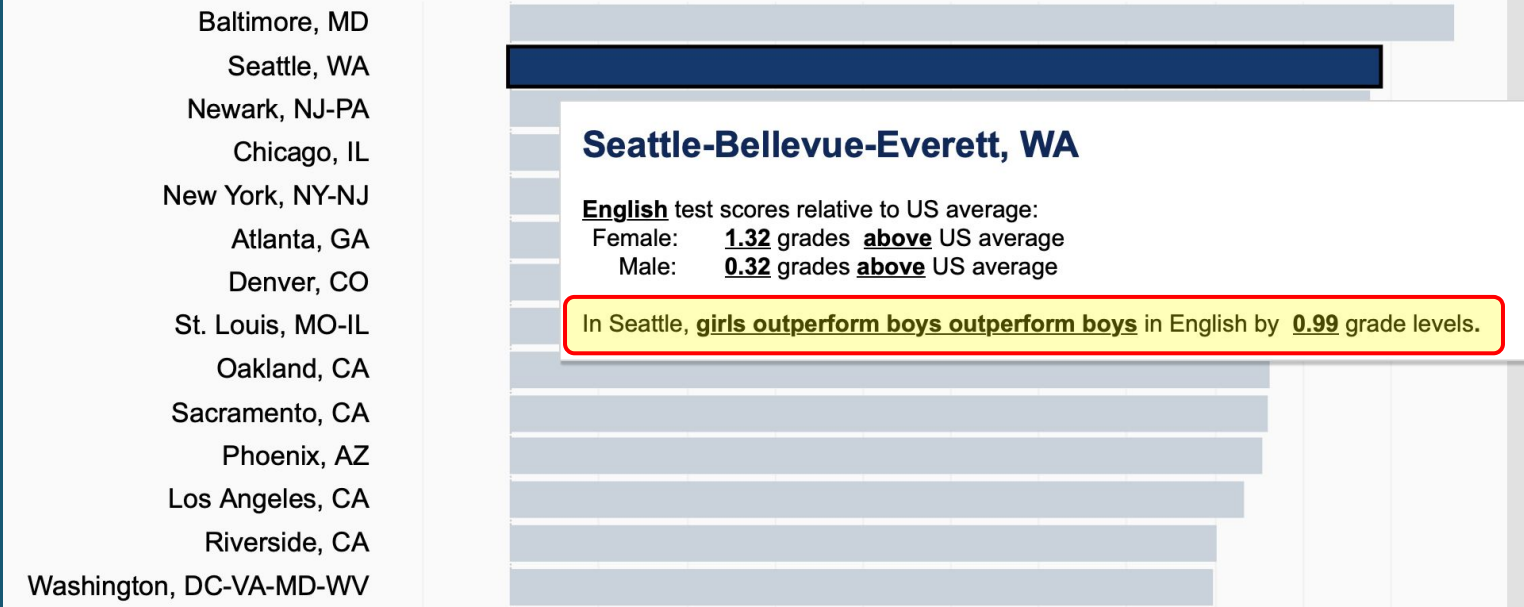 Baltimore, MD
Seattle, WA
Newark, NJ-PA
Chicago, IL
New York, NY-NJ
Atlanta, GA
Denver, CO
St. Louis, MO-IL
Oakland, CA
Sacramento, CA
Phoenix, AZ
Los Angeles, CA
Riverside, CA
Washington, DC-VA-MD-WV
Seattle-Bellevue-Everett, WA
English test scores relative to US average:
Female: 1.32 grades above US average
Male: 0.32 grades above US average
In Seattle, girls outperform boys outperform boys in English by 0.99 grade levels.